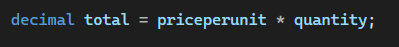 decimal total = priceperunit * quantity;